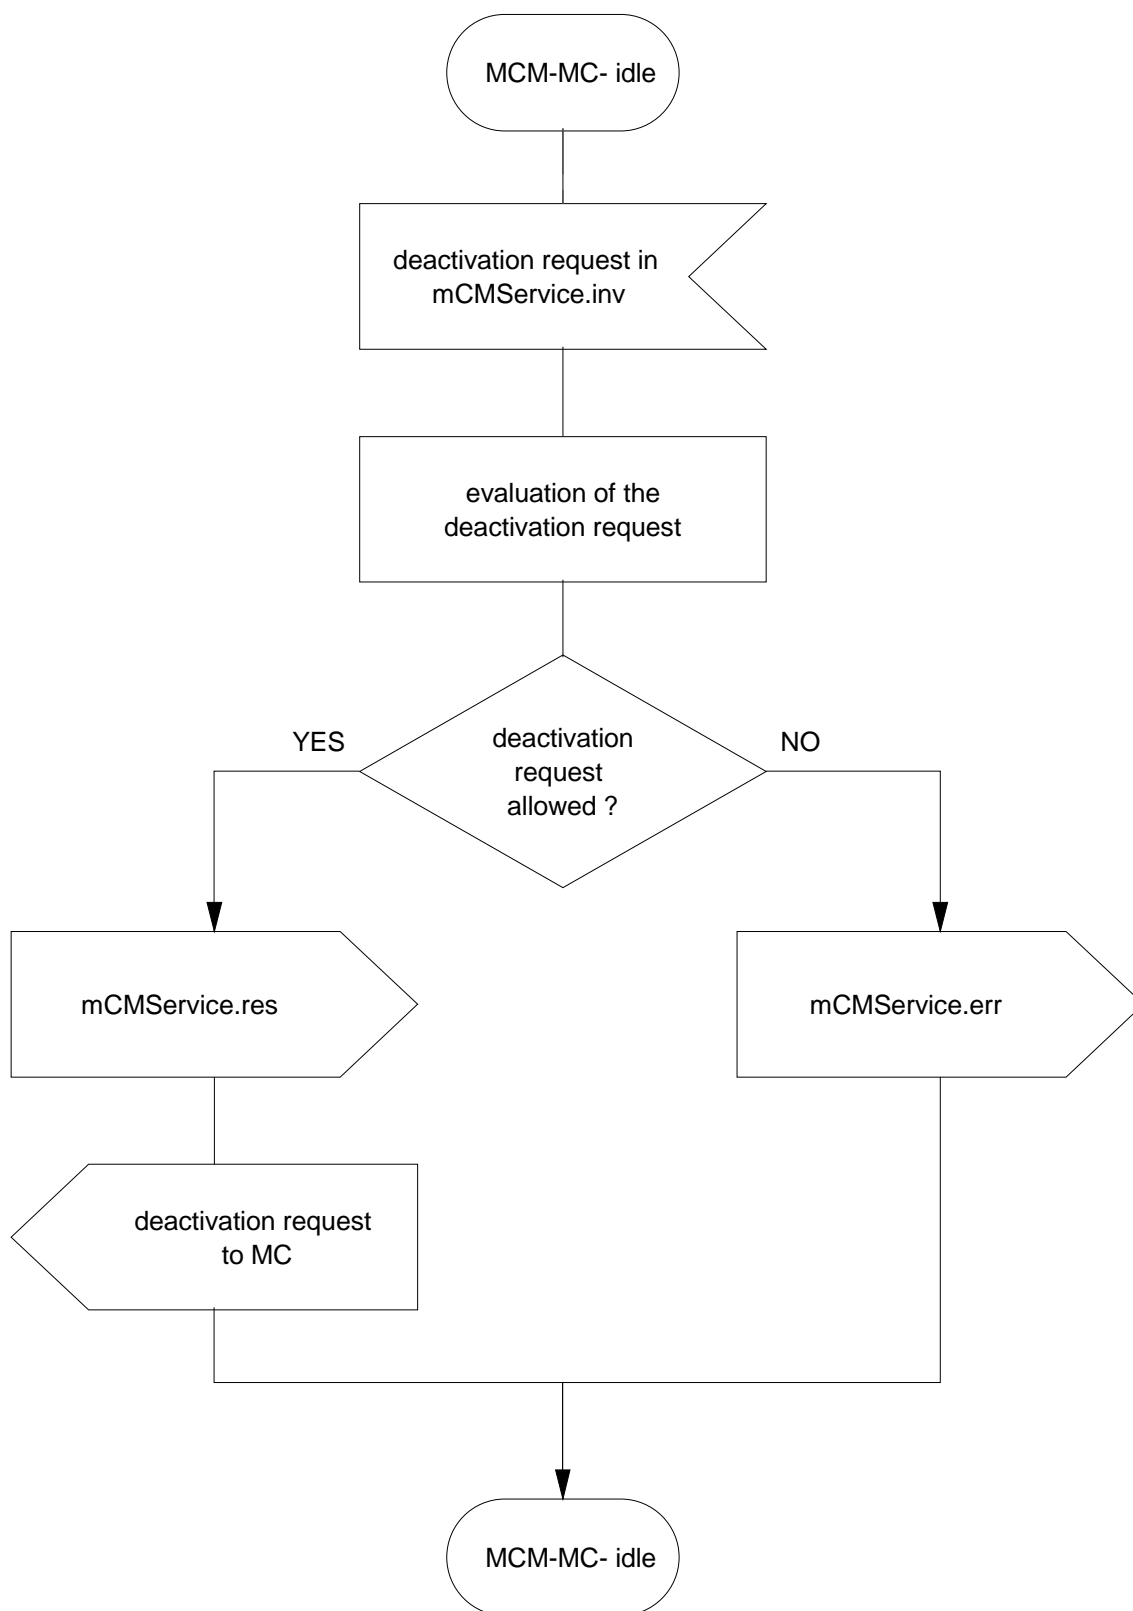 MCM-MC- idle
deactivation request in
mCMService.inv
evaluation of the
deactivation request
YES
deactivation
request
allowed ?
NO
mCMService.res
mCMService.err
deactivation request
to MC
MCM-MC- idle